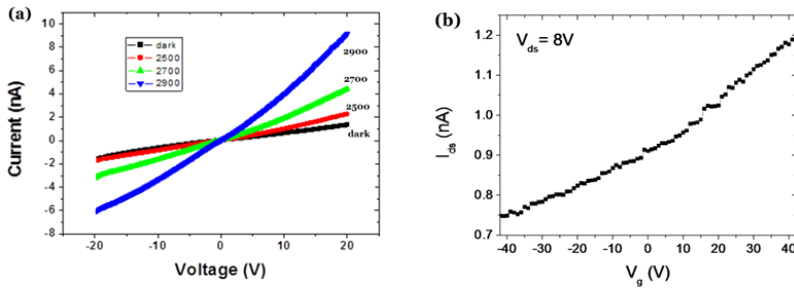 (a)
10
8
6
4
2
0
-2
-4
-6
-8
Current (nA)
dark
2500
2700
2900
2900
2700
2500
dark
-20 -10 0 10 20
Voltage (V)
(b)
Vds = 8V
1.2
1.1
1.0
0.9
0.8
0.7
Ids (nA)
-40 -30 -20 -10 0 10 20 30 40
Vg (V)